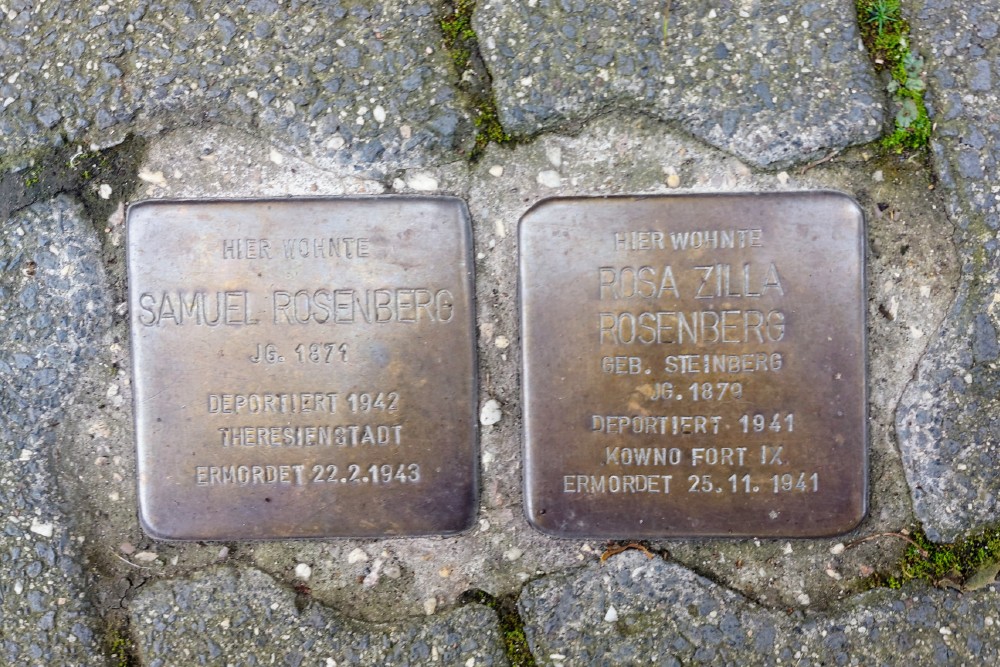 HIER WOHNTE
SAMUEL ROSENBERG
JG. 1871
DEPORTIERT 1942
THERESIENSTADT
ERMORDET 22.2.1943
HIER WOHNTE
ROSA ZILLA
ROSENBERG
GEB. STEINBERG
JG. 1879
DEPORTIERT 1941
KOWNO FORT IX
ERMORDET 25.11.1941